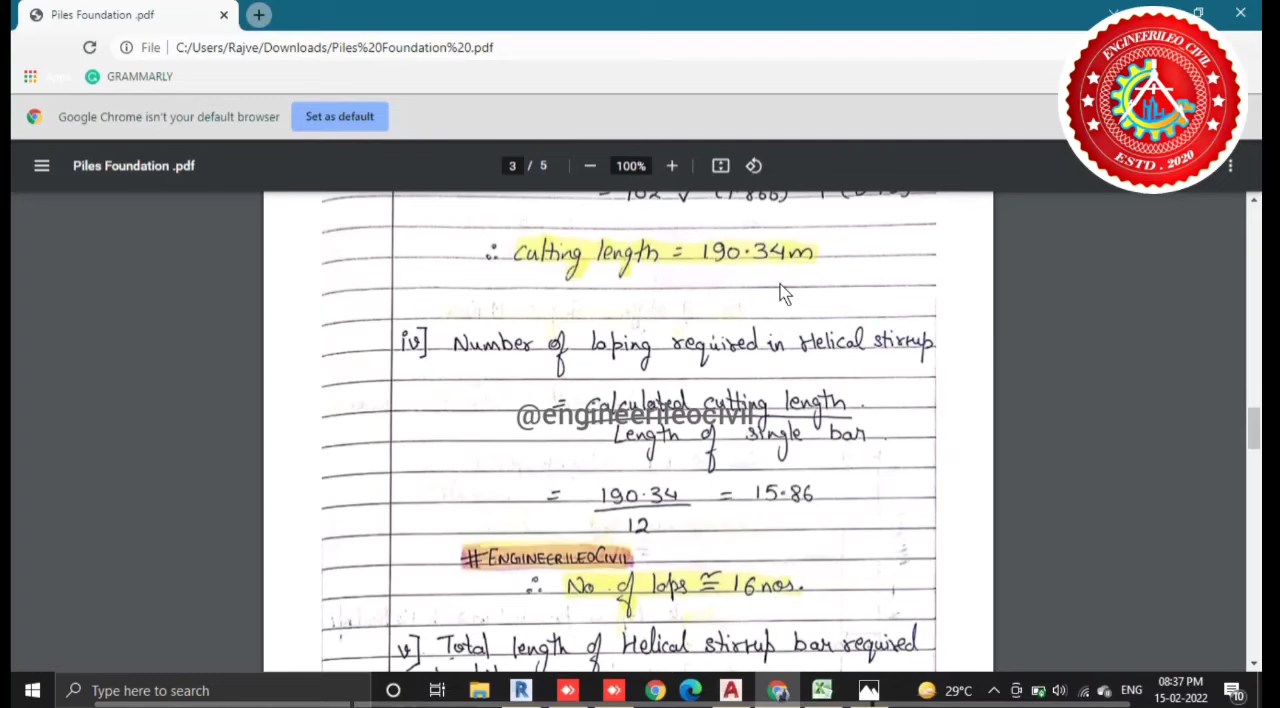 Piles Foundation .pdf
File C:/Users/Rajve/Downloads/Piles%20Foundation%20.pdf
Apps GRAMMARLY
Google Chrome isn't your default browser Set as default
ENGINEERILEO CIVIL
ESTD . 2020
Piles Foundation .pdf 3 / 5 100%
∴ Cutting length = 190.34m
iv] Number of loping required in Helical stirrup
= Calculated cutting length.
@engineerileocivil
Length of single bar
= 190.34 = 15.86
12
#ENGINEERILEOCIVIL
∴ No. of lops ≅ 16 nos.
v] Total length of Helical stirrup bar required
Type here to search 29°C ENG 08:37 PM
15-02-2022 10